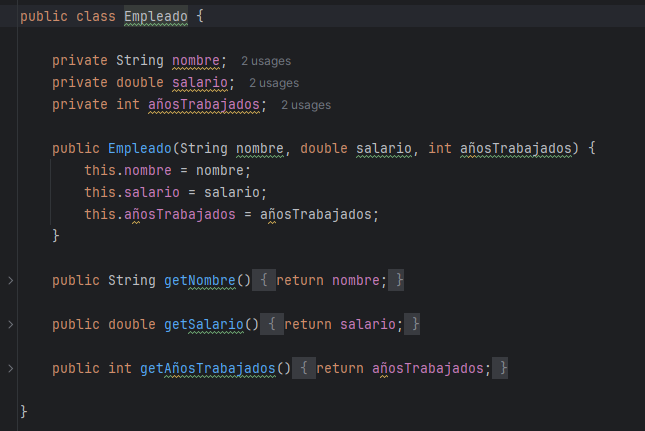 public class Empleado {
private String nombre; 2 usages
private double salario; 2 usages
private int añosTrabajados; 2 usages
public Empleado(String nombre, double salario, int añosTrabajados) {
this.nombre = nombre;
this.salario = salario;
this.añosTrabajados = añosTrabajados;
}
public String getNombre() { return nombre; }
public double getSalario() { return salario; }
public int getAñosTrabajados() { return añosTrabajados; }
}